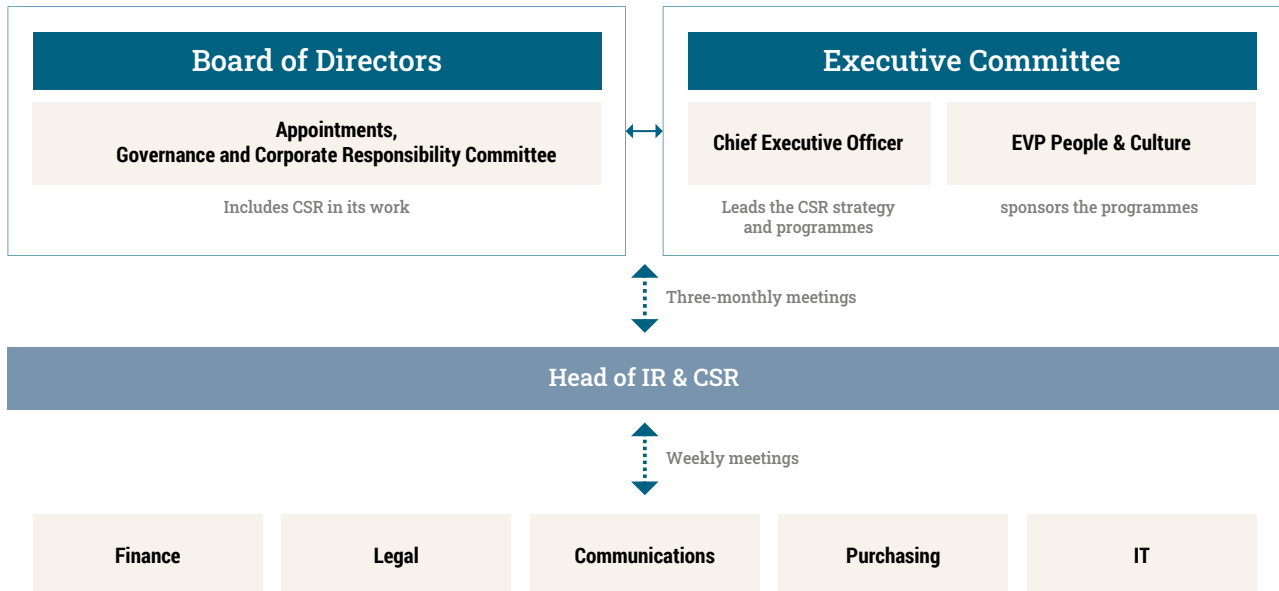 Board of Directors
Appointments,
Governance and Corporate Responsibility Committee
Includes CSR in its work
Executive Committee
Chief Executive Officer
Leads the CSR strategy
and programmes
EVP People & Culture
sponsors the programmes
Three-monthly meetings
Head of IR & CSR
Weekly meetings
Finance
Legal
Communications
Purchasing
IT